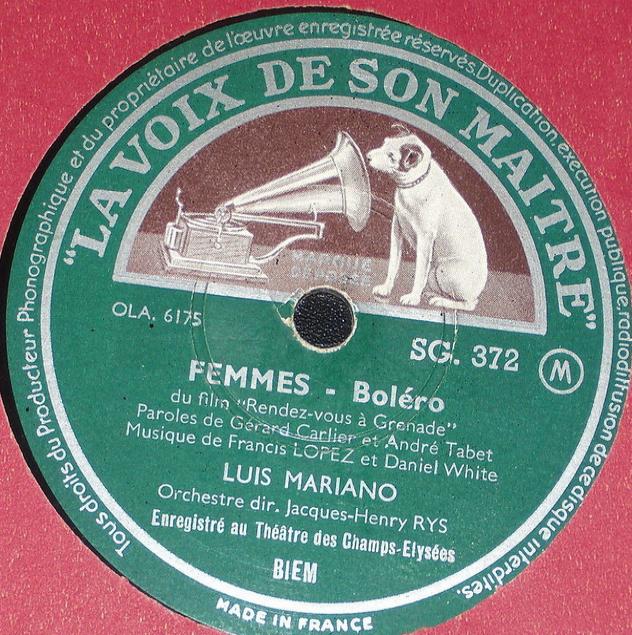 Tous droits du Producteur Phonographique et du propriétaire de l'œuvre enregistrée réservés. Duplication, exécution publique, radiodiffusion de ce disque interdites.
"LA VOIX DE SON MAITRE"
MARQUE
DÉPOSÉE
OLA. 6175
SG. 372
M
FEMMES - Boléro
du film "Rendez-vous à Grenade"
Paroles de Gérard Carlier et André Tabet
Musique de Francis LOPEZ et Daniel White
LUIS MARIANO
Orchestre dir. Jacques-Henry RYS
Enregistré au Théâtre des Champs-Elysées
BIEM
MADE IN FRANCE